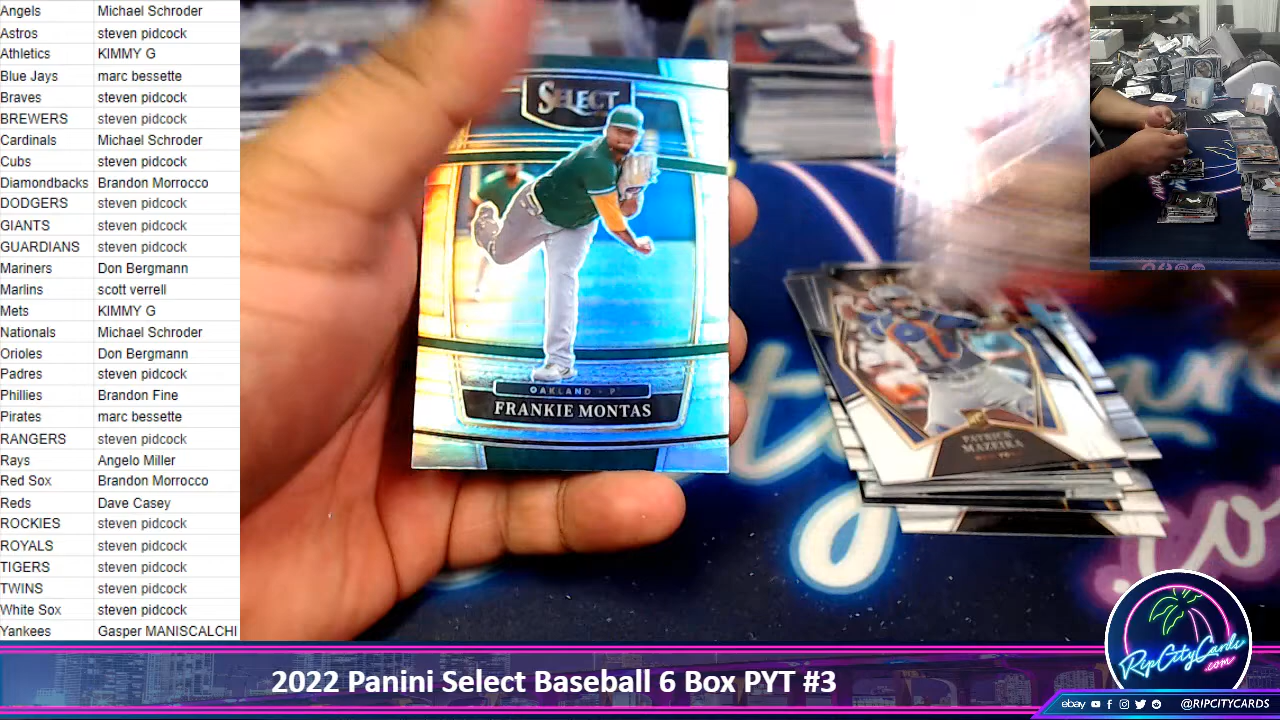 Angels Michael Schroder
Astros steven pidcock
Athletics KIMMY G
Blue Jays marc bessette
Braves steven pidcock
BREWERS steven pidcock
Cardinals Michael Schroder
Cubs steven pidcock
Diamondbacks Brandon Morrocco
DODGERS steven pidcock
GIANTS steven pidcock
GUARDIANS steven pidcock
Mariners Don Bergmann
Marlins scott verrell
Mets KIMMY G
Nationals Michael Schroder
Orioles Don Bergmann
Padres steven pidcock
Phillies Brandon Fine
Pirates marc bessette
RANGERS steven pidcock
Rays Angelo Miller
Red Sox Brandon Morrocco
Reds Dave Casey
ROCKIES steven pidcock
ROYALS steven pidcock
TIGERS steven pidcock
TWINS steven pidcock
White Sox steven pidcock
Yankees Gasper MANISCALCHI
SELECT
OAKLAND - P
FRANKIE MONTAS
PATRICK
MAZEIKA
2022 Panini Select Baseball 6 Box PYT #3
RipCityCards
.com
ebay @RIPCITYCARDS